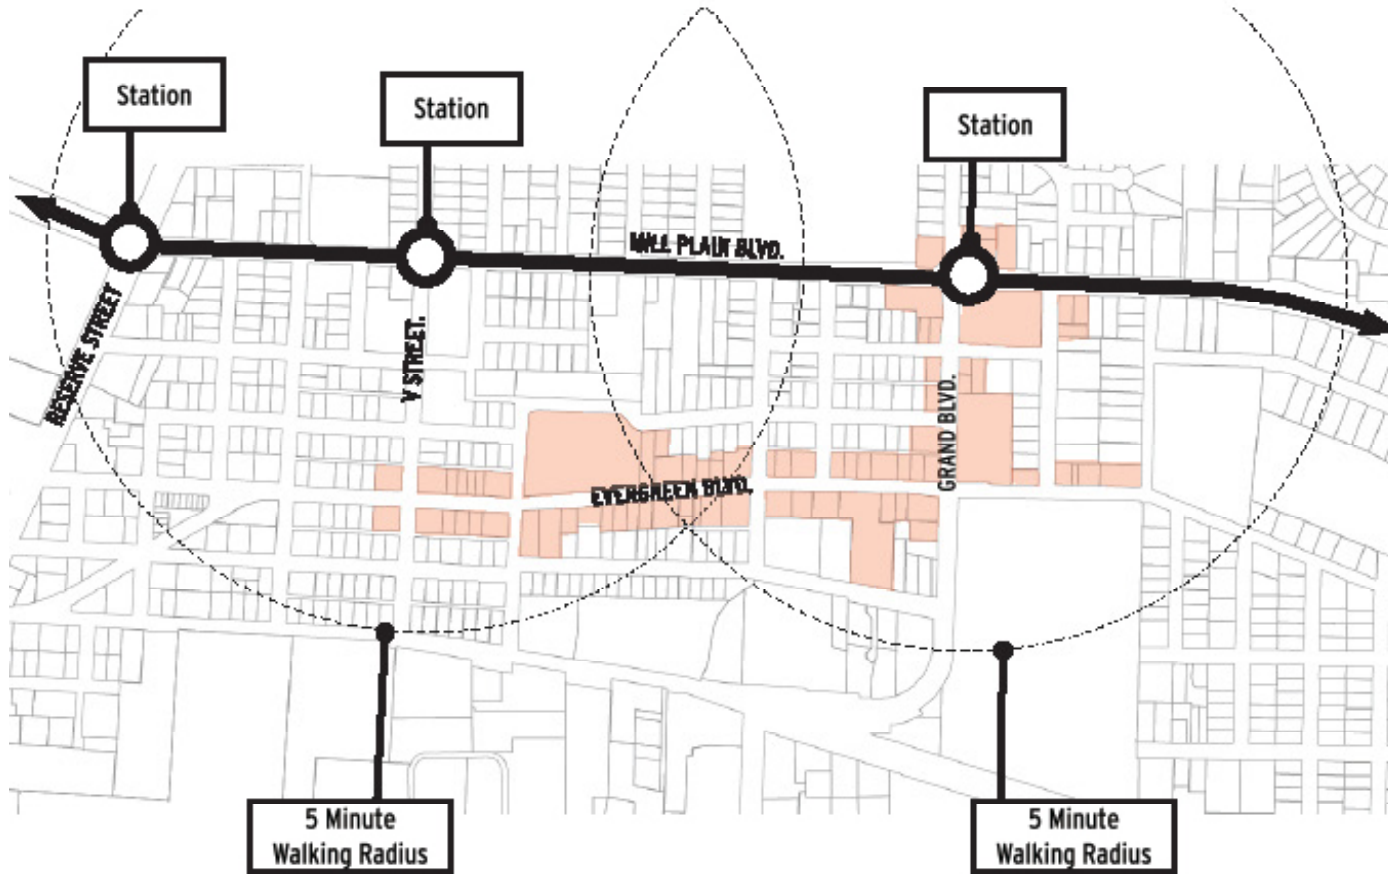 Station
Station
Station
MILL PLAIN BLVD.
RESERVE STREET
V STREET.
GRAND BLVD.
EVERGREEN BLVD.
5 Minute
Walking Radius
5 Minute
Walking Radius